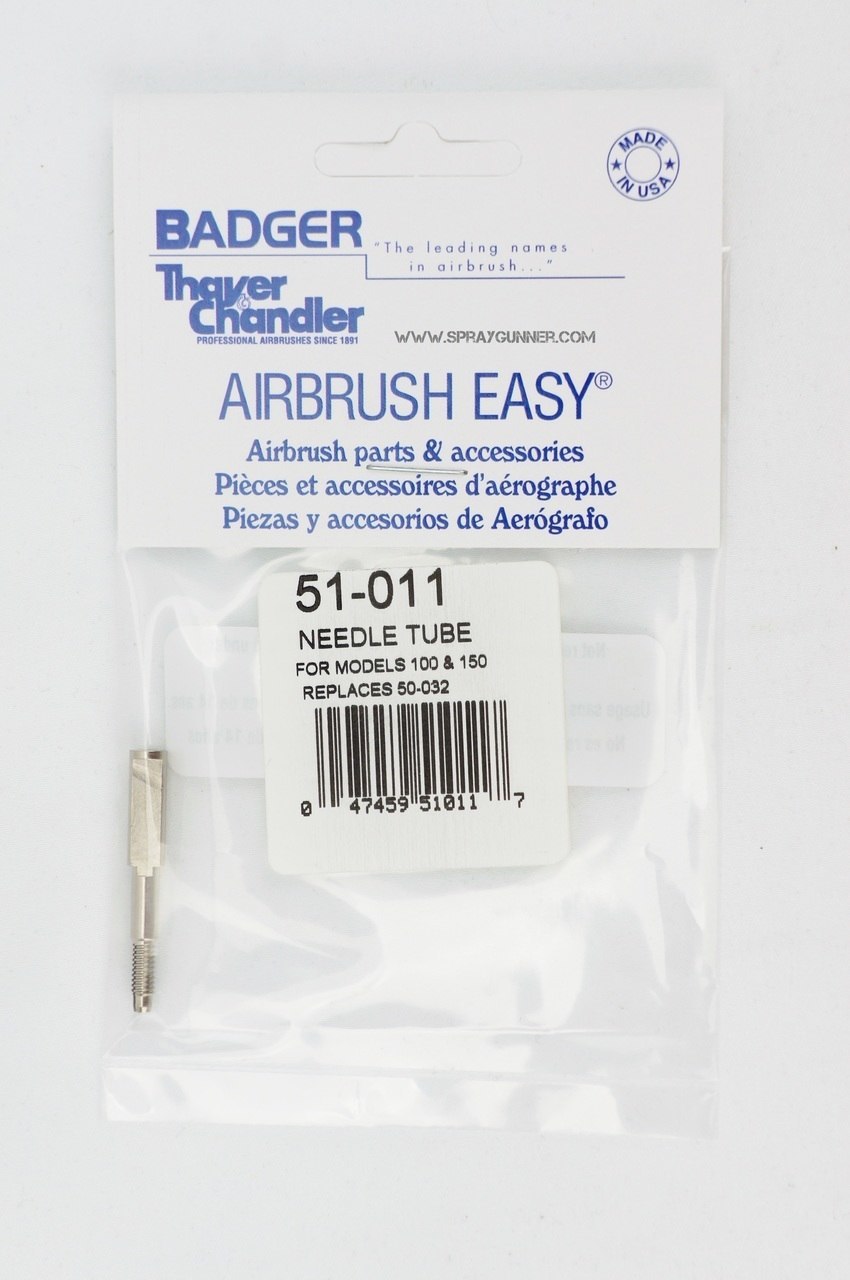 MADE
IN USA
BADGER
"The leading names
in airbrush..."
Thayer
& Chandler
PROFESSIONAL AIRBRUSHES SINCE 1891
WWW.SPRAYGUNNER.COM
AIRBRUSH EASY®
Airbrush parts & accessories
Pièces et accessoires d'aérographe
Piezas y accesorios de Aerógrafo
51-011
NEEDLE TUBE
FOR MODELS 100 & 150
REPLACES 50-032
0 47459 51011 7